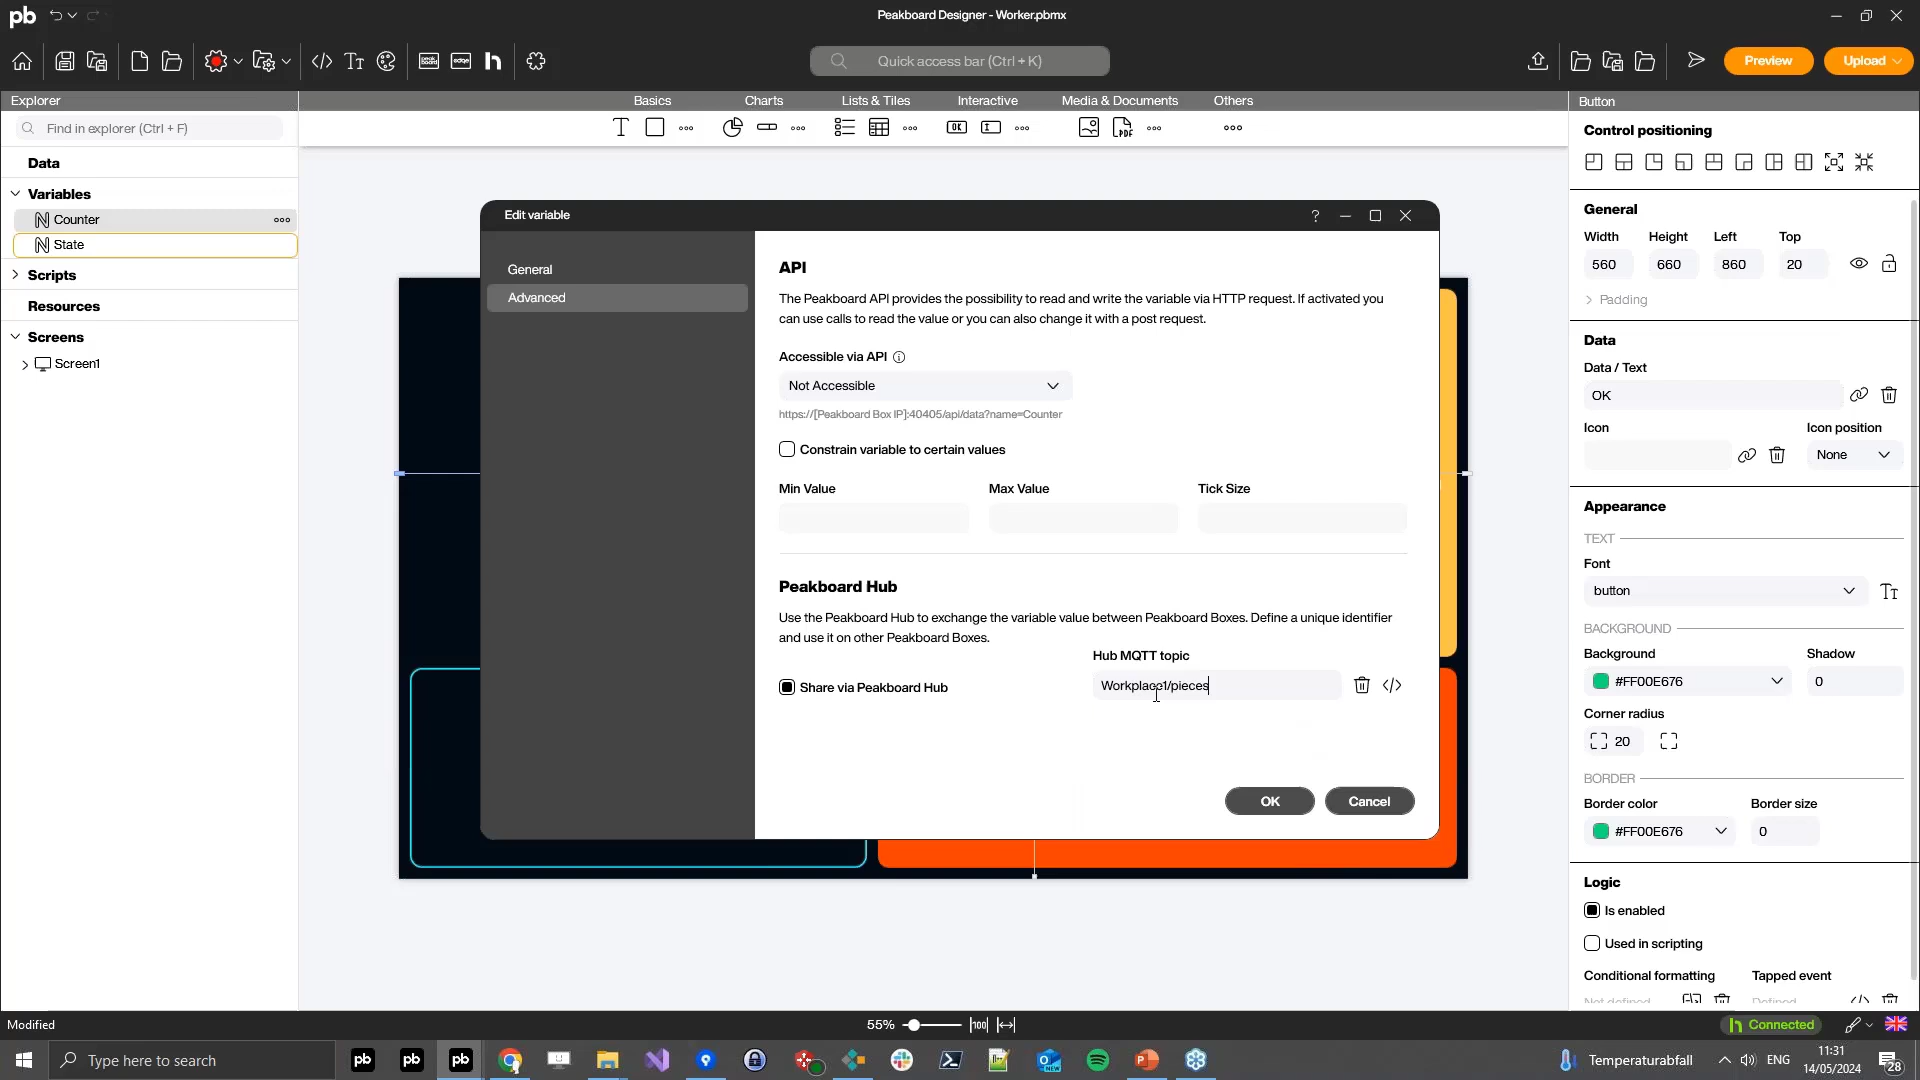 pb
Peakboard Designer - Worker.pbmx
Quick access bar (Ctrl + K)
Preview
Upload
Explorer
Basics
Charts
Lists & Tiles
Interactive
Media & Documents
Others
Button
Find in explorer (Ctrl + F)
Data
Variables
Counter
State
Scripts
Resources
Screens
Screen1
Edit variable
?
General
Advanced
API
The Peakboard API provides the possibility to read and write the variable via HTTP request. If activated you
can use calls to read the value or you can also change it with a post request.
Accessible via API
Not Accessible
https://[Peakboard Box IP]:40405/api/data?name=Counter
Constrain variable to certain values
Min Value
Max Value
Tick Size
Peakboard Hub
Use the Peakboard Hub to exchange the variable value between Peakboard Boxes. Define a unique identifier
and use it on other Peakboard Boxes.
Hub MQTT topic
Share via Peakboard Hub
Workplace1/pieces
OK
Cancel
Control positioning
General
Width
Height
Left
Top
560
660
860
20
Padding
Data
Data / Text
OK
Icon
Icon position
None
Appearance
TEXT
Font
button
BACKGROUND
Background
Shadow
#FF00E676
0
Corner radius
20
BORDER
Border color
Border size
#FF00E676
0
Logic
Is enabled
Used in scripting
Conditional formatting
Tapped event
Not defined
Defined
Modified
55%
100
Connected
Type here to search
pb
pb
pb
Temperaturabfall
ENG
11:31
14/05/2024
28